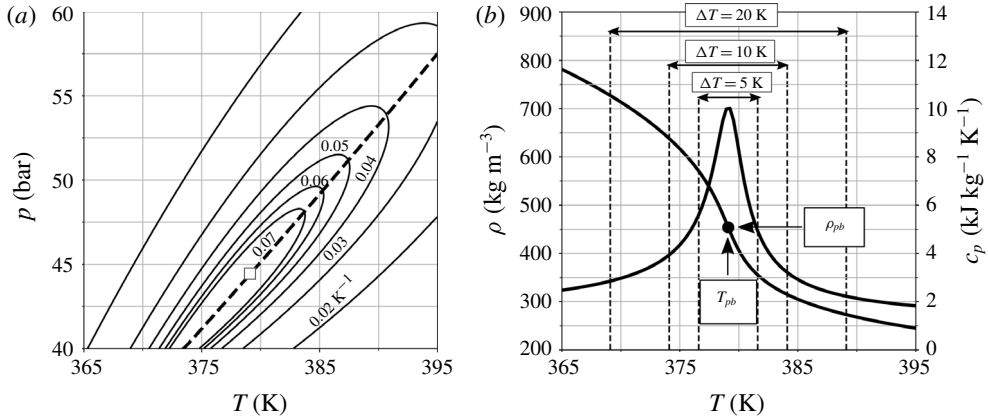 (a)
60
55
50
45
40
p (bar)
0.05
0.06
0.04
0.07
0.03
0.02 K⁻¹
365
375
385
395
T (K)
(b)
900
800
700
600
500
400
300
200
ρ (kg m⁻³)
ΔT = 20 K
ΔT = 10 K
ΔT = 5 K
ρpb
Tpb
14
12
10
8
6
4
2
0
cp (kJ kg⁻¹ K⁻¹)
365
375
385
395
T (K)